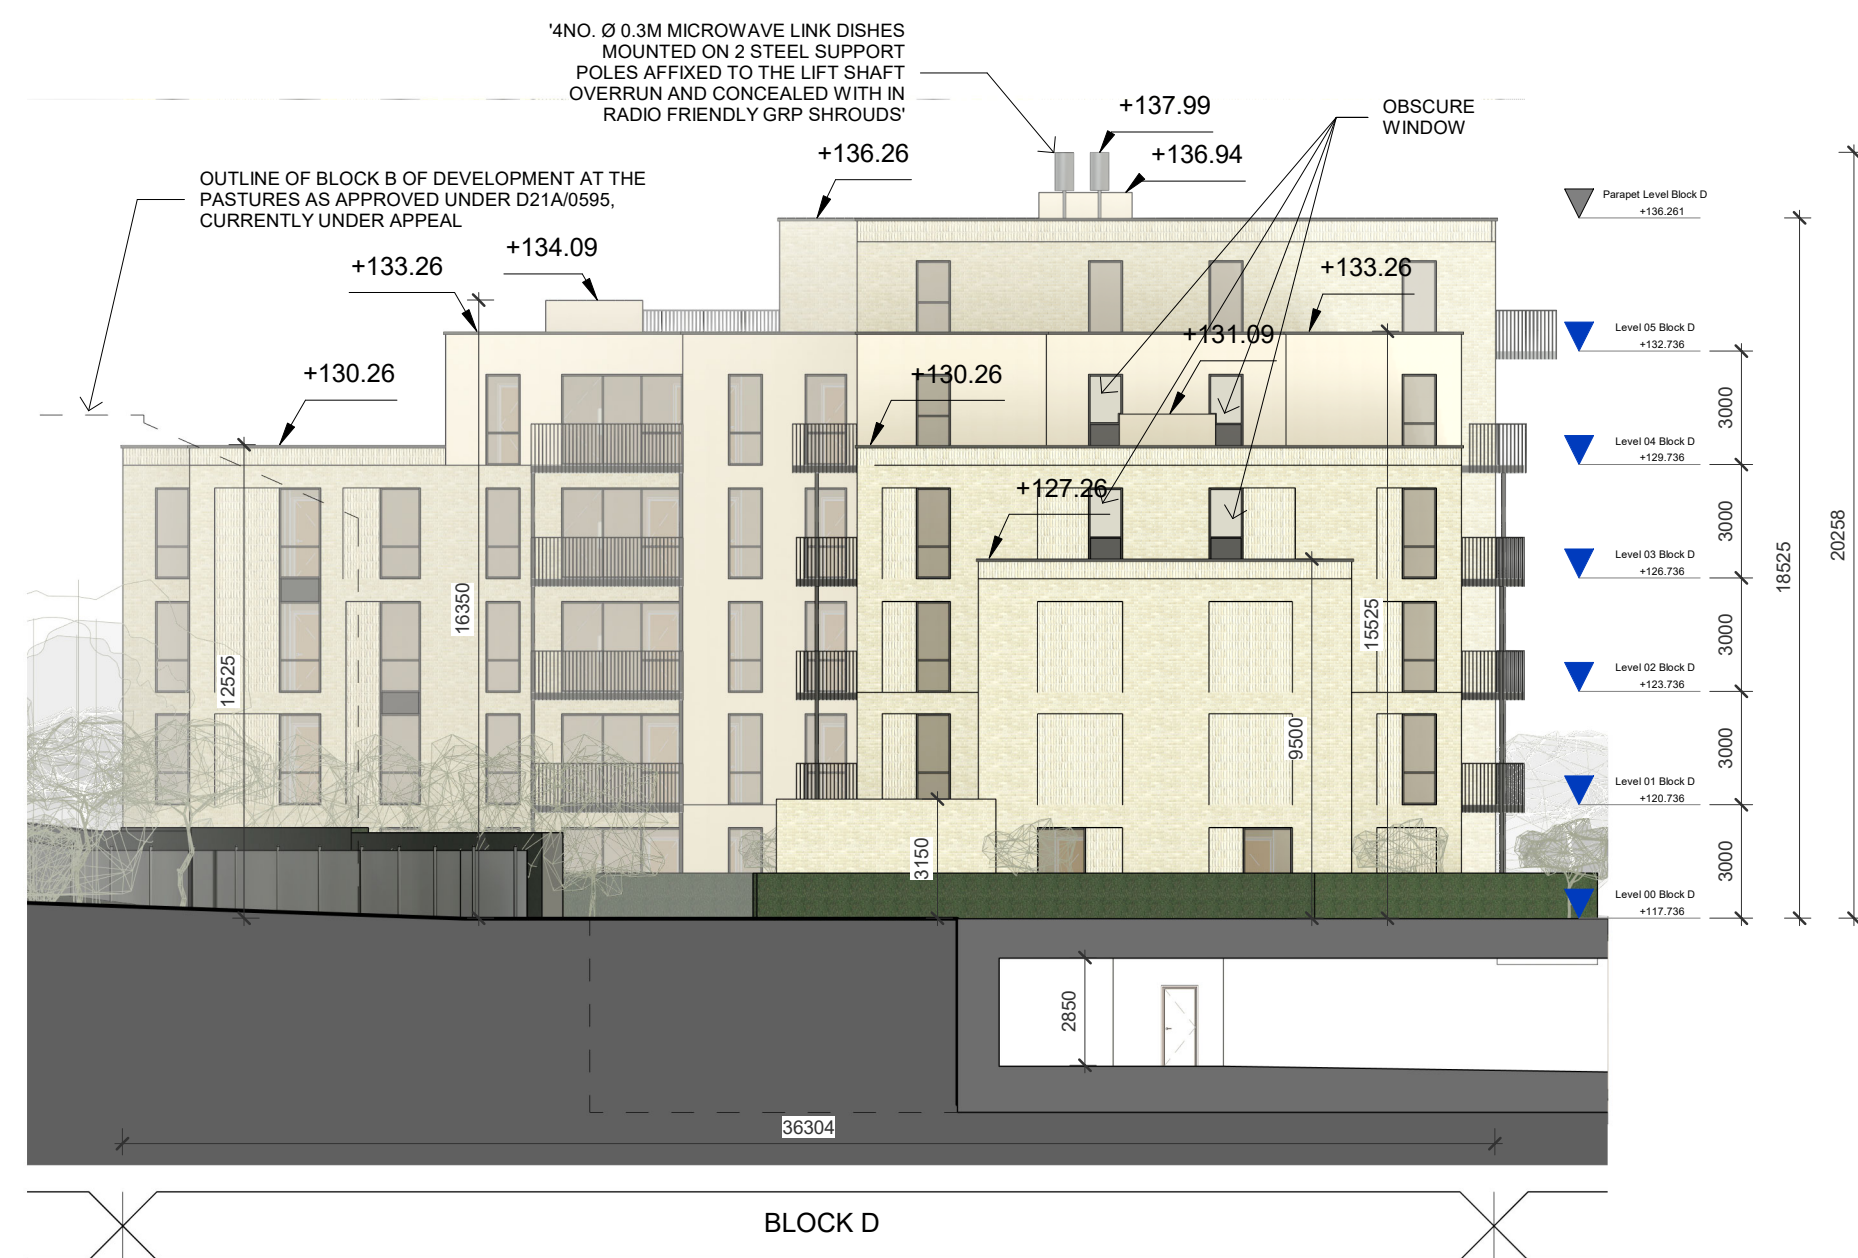 '4NO. Ø 0.3M MICROWAVE LINK DISHES
MOUNTED ON 2 STEEL SUPPORT
POLES AFFIXED TO THE LIFT SHAFT
OVERRUN AND CONCEALED WITH IN
RADIO FRIENDLY GRP SHROUDS'
+137.99
OBSCURE
WINDOW
+136.26
+136.94
OUTLINE OF BLOCK B OF DEVELOPMENT AT THE
PASTURES AS APPROVED UNDER D21A/0595,
CURRENTLY UNDER APPEAL
Parapet Level Block D
+136.261
+134.09
+133.26
+133.26
+131.09
Level 05 Block D
+132.736
+130.26
+130.26
3000
Level 04 Block D
+129.736
+127.26
3000
20258
18525
Level 03 Block D
+126.736
16350
15525
3000
12525
Level 02 Block D
+123.736
9500
3000
Level 01 Block D
+120.736
3150
3000
Level 00 Block D
+117.736
2850
36304
BLOCK D